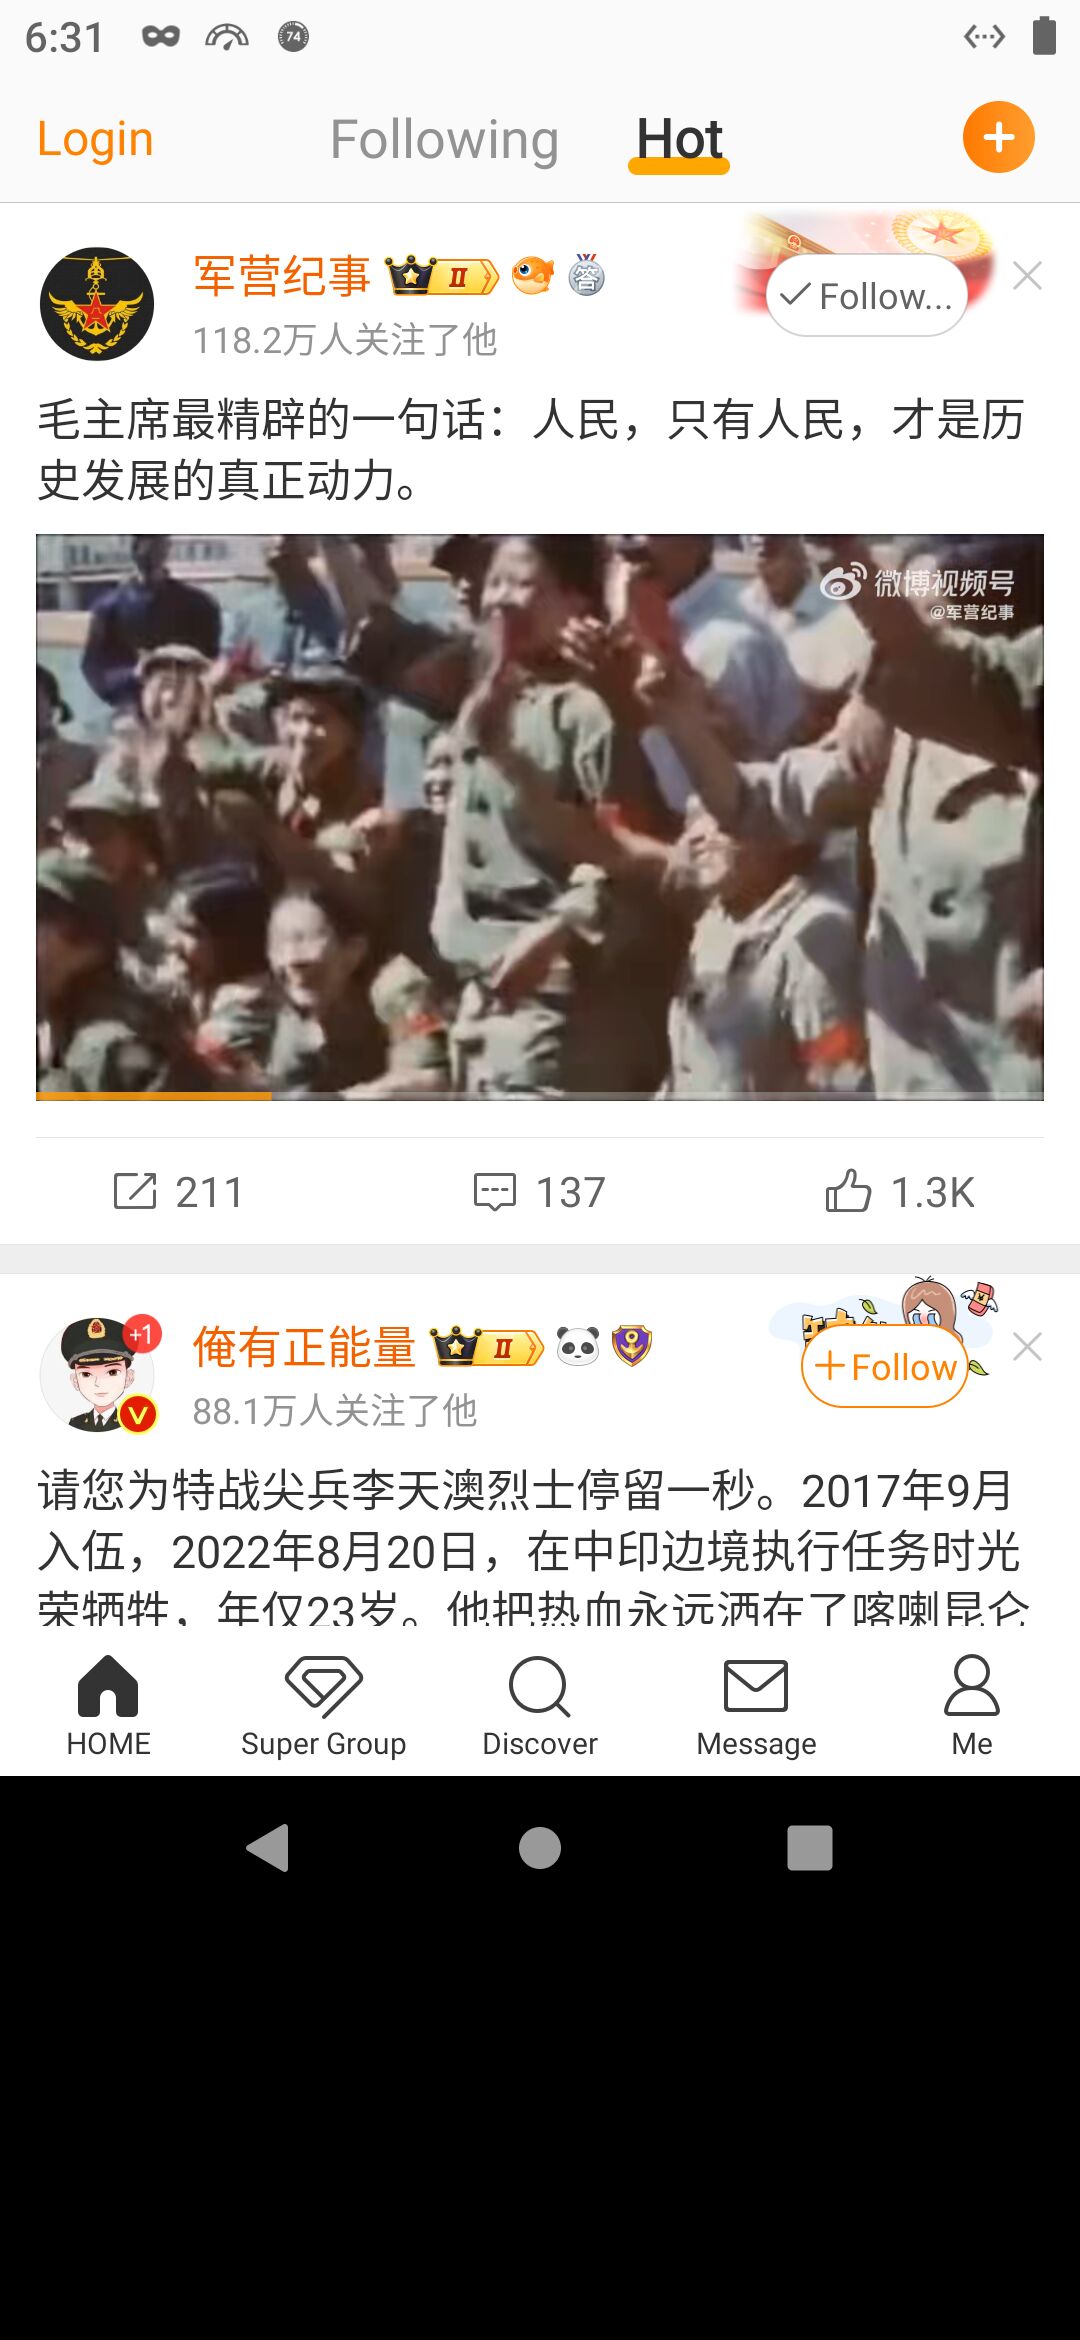 6:31
74
Login
Following
Hot
军营纪事
II
答
118.2万人关注了他
Follow...
毛主席最精辟的一句话：人民，只有人民，才是历
史发展的真正动力。
微博视频号
@军营纪事
211
137
1.3K
+1
V
俺有正能量
II
88.1万人关注了他
+Follow
请您为特战尖兵李天澳烈士停留一秒。2017年9月
入伍，2022年8月20日，在中印边境执行任务时光
荣牺牲，年仅23岁。他把热血永远洒在了喀喇昆仑
HOME
Super Group
Discover
Message
Me